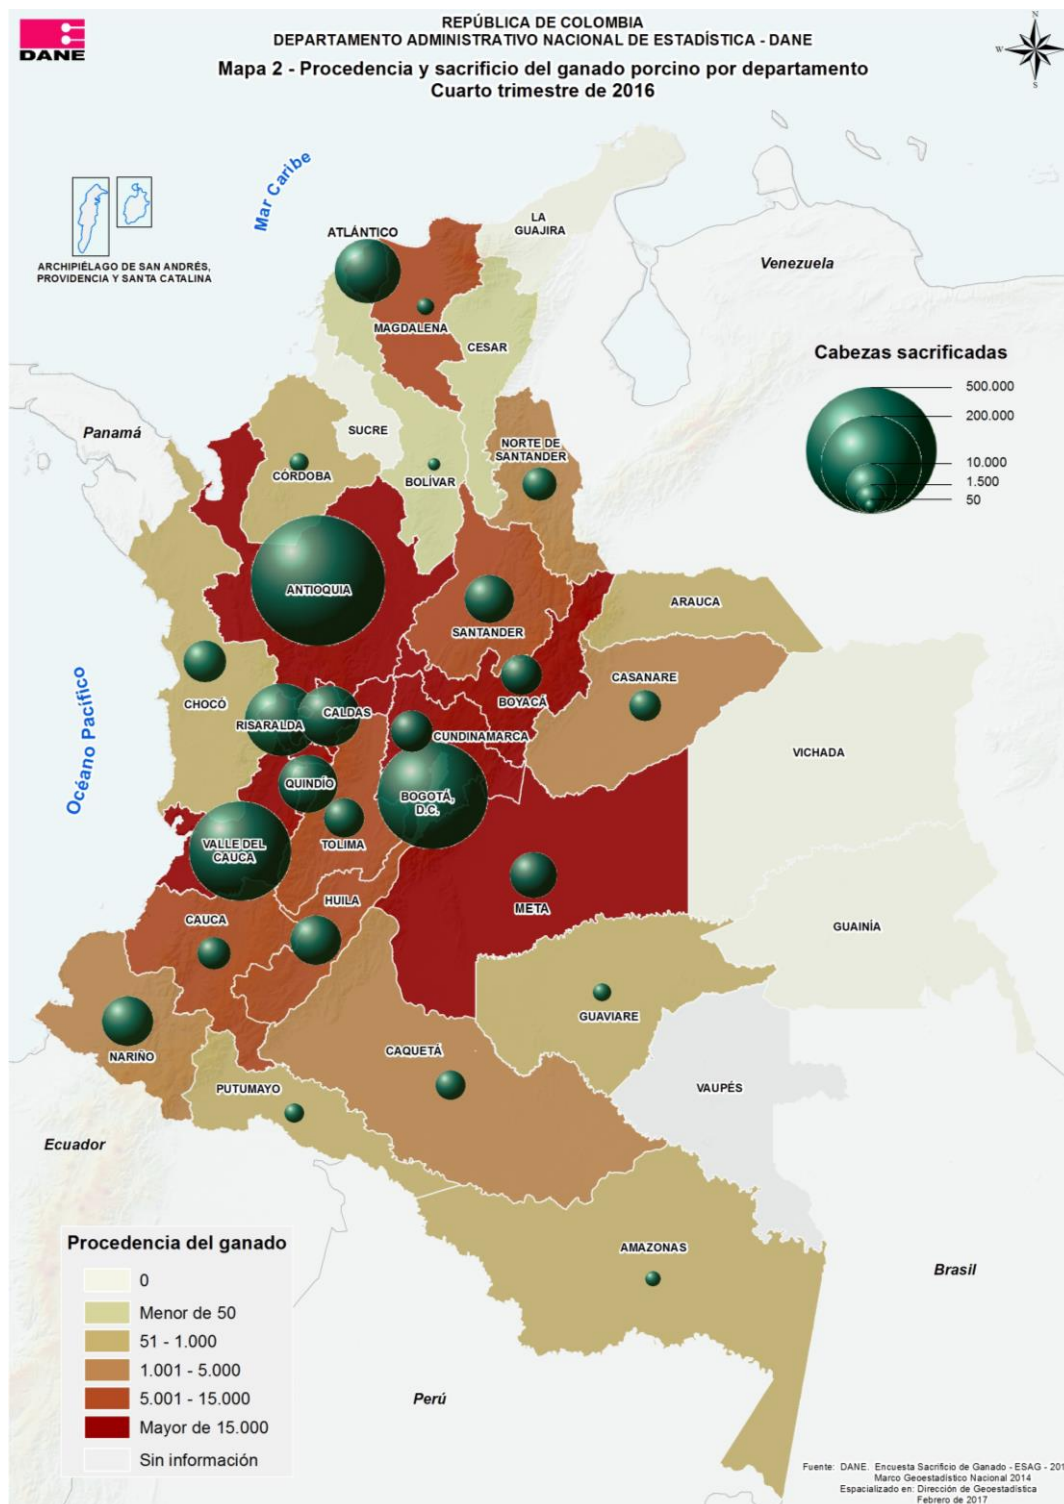 DANE
REPÚBLICA DE COLOMBIA
DEPARTAMENTO ADMINISTRATIVO NACIONAL DE ESTADÍSTICA - DANE
Mapa 2 - Procedencia y sacrificio del ganado porcino por departamento
Cuarto trimestre de 2016
N
W
E
S
Mar Caribe
ARCHIPIÉLAGO DE SAN ANDRÉS,
PROVIDENCIA Y SANTA CATALINA
LA
GUAJIRA
ATLÁNTICO
Venezuela
MAGDALENA
CESAR
Cabezas sacrificadas
500.000
200.000
10.000
1.500
50
Panamá
SUCRE
NORTE DE
SANTANDER
CÓRDOBA
BOLÍVAR
ANTIOQUIA
ARAUCA
SANTANDER
Océano Pacífico
CHOCÓ
BOYACÁ
CASANARE
RISARALDA
CALDAS
CUNDINAMARCA
VICHADA
QUINDÍO
BOGOTÁ,
D.C.
VALLE DEL
CAUCA
TOLIMA
HUILA
META
CAUCA
GUAINÍA
GUAVIARE
NARIÑO
CAQUETÁ
PUTUMAYO
VAUPÉS
Ecuador
AMAZONAS
Brasil
Perú
Procedencia del ganado
0
Menor de 50
51 - 1.000
1.001 - 5.000
5.001 - 15.000
Mayor de 15.000
Sin información
Fuente: DANE. Encuesta Sacrificio de Ganado - ESAG - 201
Marco Geoestadístico Nacional 2014
Espacializado en: Dirección de Geoestadística
Febrero de 2017